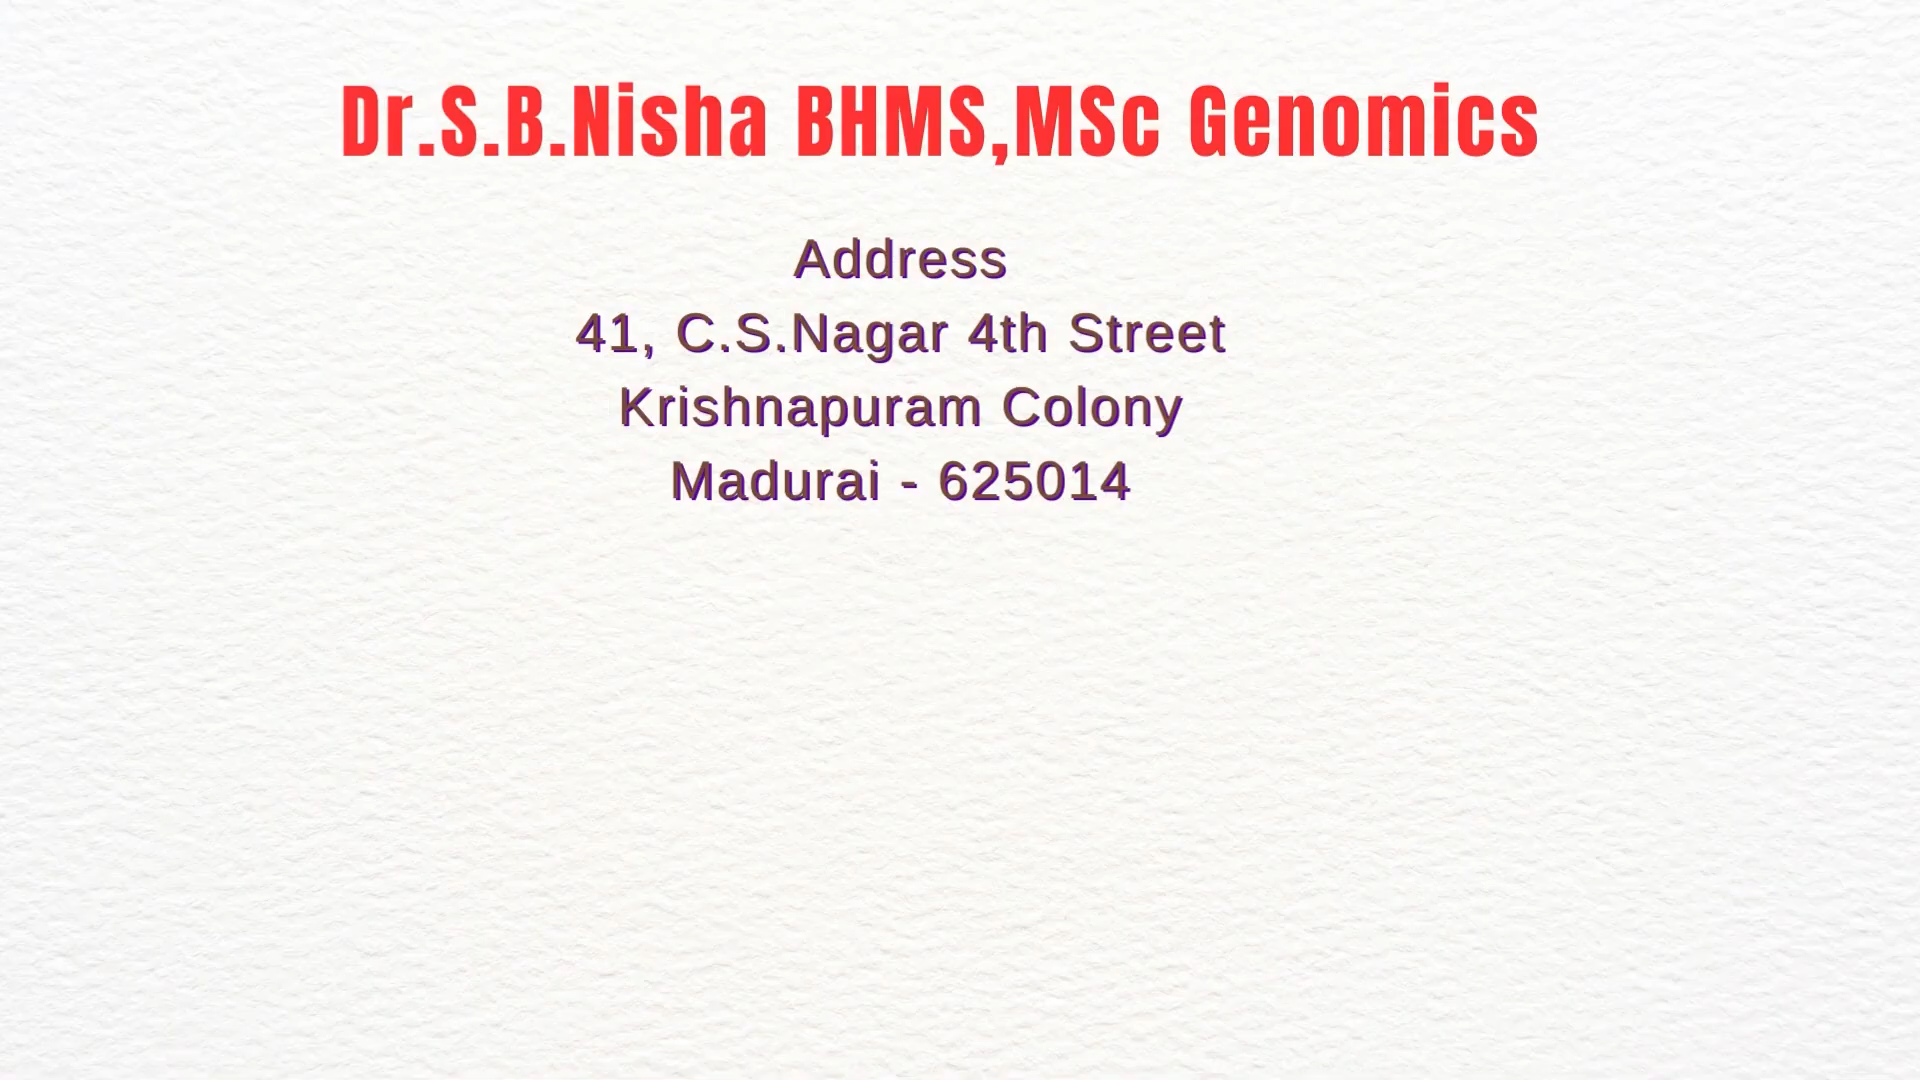 Dr.S.B.Nisha BHMS,MSc Genomics
Address
41, C.S.Nagar 4th Street
Krishnapuram Colony
Madurai - 625014